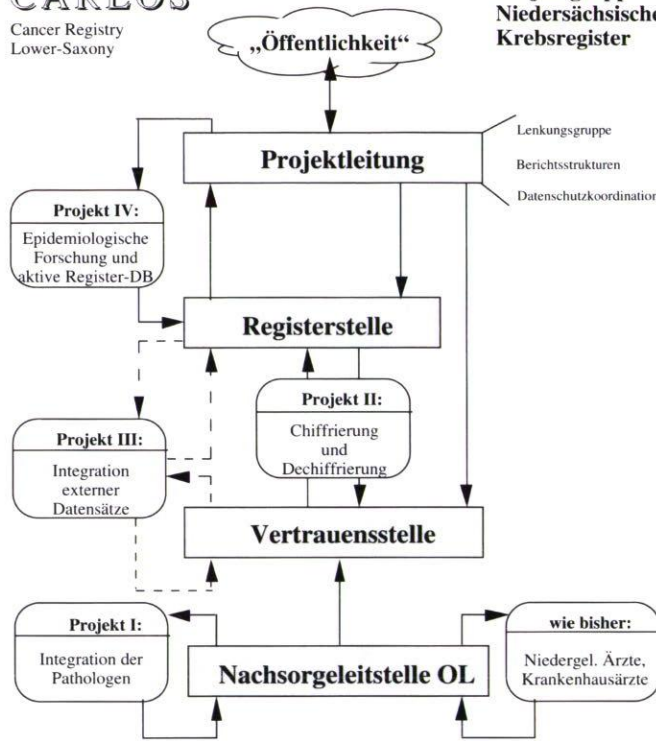 CARLOS
Cancer Registry
Lower-Saxony
Niedersächsische
Krebsregister
„Öffentlichkeit“
Lenkungsgruppe
Projektleitung
Berichtsstrukturen
Datenschutzkoordination
Projekt IV:
Epidemiologische
Forschung und
aktive Register-DB
Registerstelle
Projekt II:
Chiffrierung
und
Dechiffrierung
Projekt III:
Integration
externer
Datensätze
Vertrauensstelle
Projekt I:
Integration der
Pathologen
Nachsorgeleitstelle OL
wie bisher:
Niedergel. Ärzte,
Krankenhausärzte